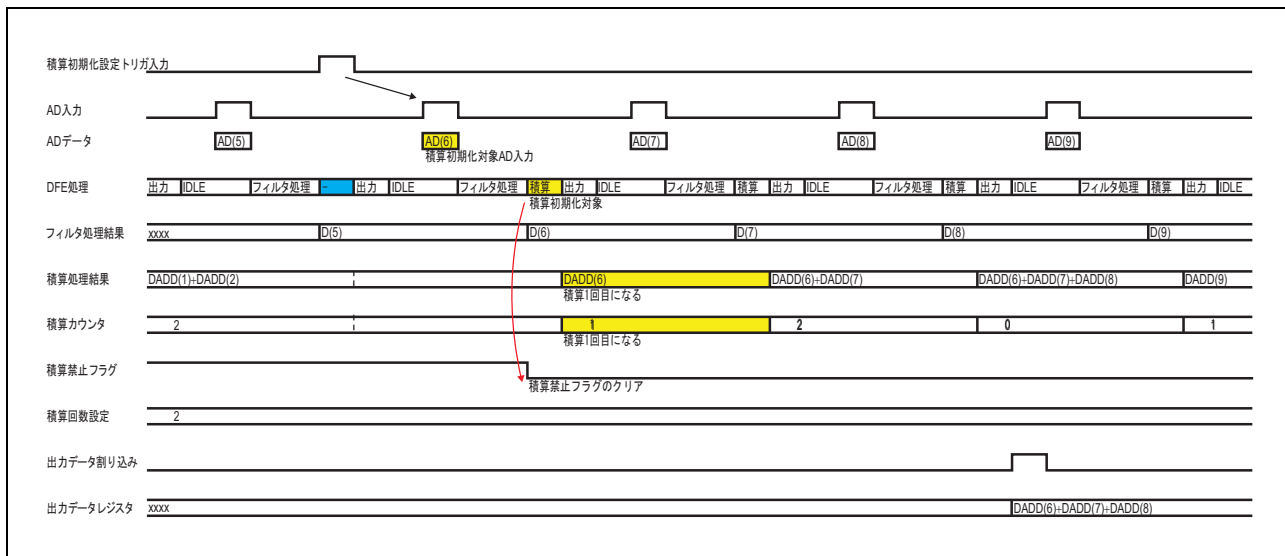 積算初期化設定トリガ入力
AD入力
ADデータ AD(5) AD(6) AD(7) AD(8) AD(9)
積算初期化対象AD入力
DFE処理 出力 IDLE フィルタ処理 - 出力 IDLE フィルタ処理 積算 出力 IDLE フィルタ処理 積算 出力 IDLE フィルタ処理 積算 出力 IDLE フィルタ処理 積算 出力 IDLE
積算初期化対象
フィルタ処理結果 xxxx D(5) D(6) D(7) D(8) D(9)
積算処理結果 DADD(1)+DADD(2) DADD(6) DADD(6)+DADD(7) DADD(6)+DADD(7)+DADD(8) DADD(9)
積算1回目になる
積算カウンタ 2 1 2 0 1
積算1回目になる
積算禁止フラグ
積算禁止フラグのクリア
積算回数設定 2
出力データ割り込み
出力データレジスタ xxxx DADD(6)+DADD(7)+DADD(8)